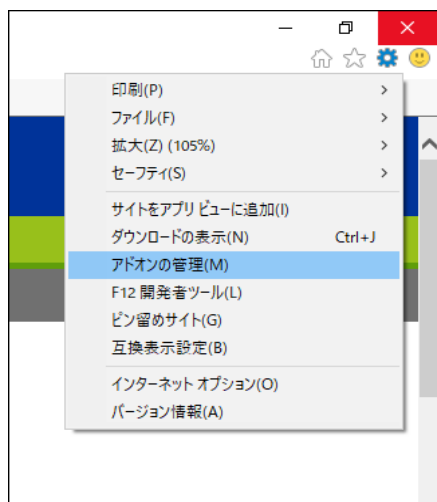 印刷(P)
ファイル(F)
拡大(Z) (105%)
セーフティ(S)
サイトをアプリ ビューに追加(I)
ダウンロードの表示(N) Ctrl+J
アドオンの管理(M)
F12 開発者ツール(L)
ピン留めサイト(G)
互換表示設定(B)
インターネット オプション(O)
バージョン情報(A)